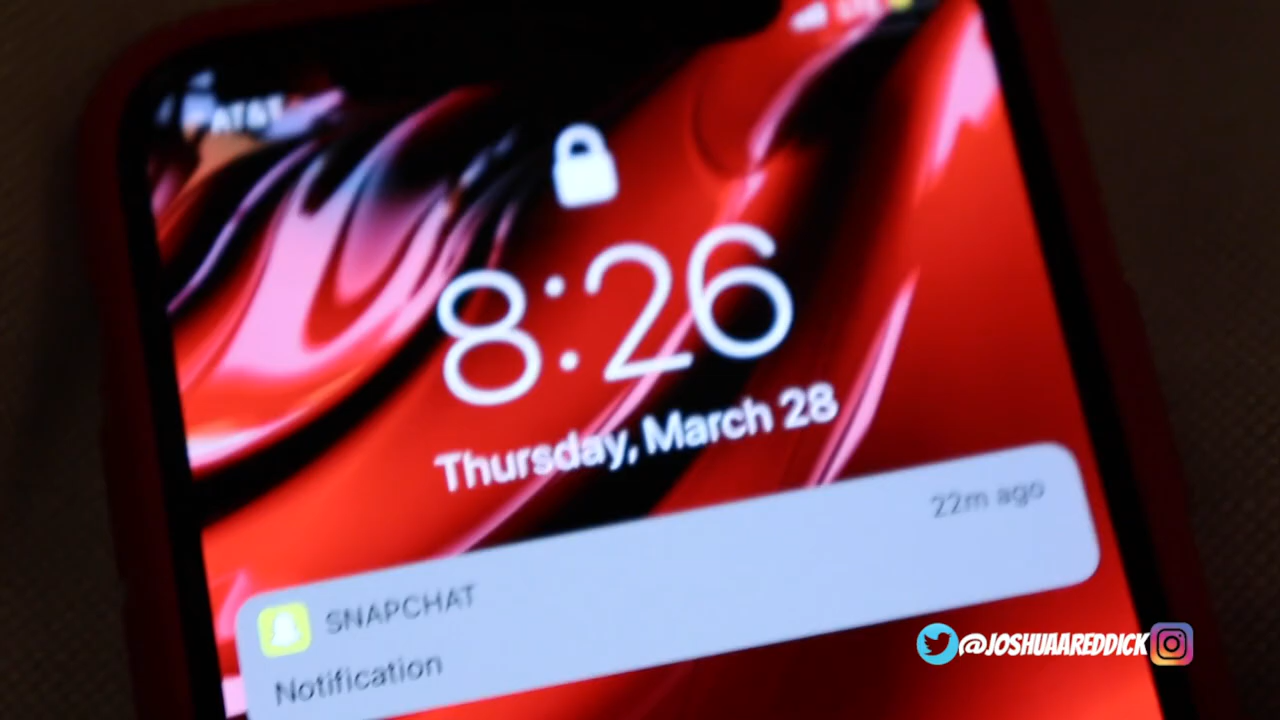 AT&T
8:26
Thursday, March 28
22m ago
SNAPCHAT
Notification
@JOSHUAAREDDICK